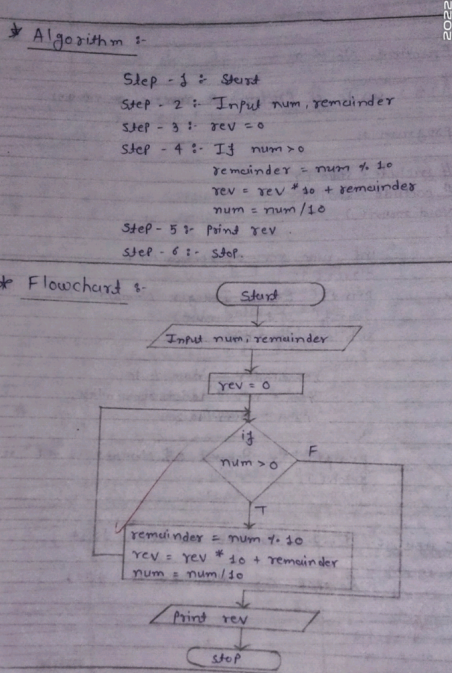 2022
* Algorithm :-
Step - 1 :- Start
Step - 2 :- Input num, remainder
Step - 3 :- rev = 0
Step - 4 :- If num > 0
remainder = num % 10
rev = rev * 10 + remainder
num = num / 10
Step - 5 :- Print rev.
Step - 6 :- Stop.
* Flowchart :-
Start
Input num, remainder
rev = 0
if
num > 0
F
T
remainder = num % 10
rev = rev * 10 + remainder
num = num / 10
Print rev
stop